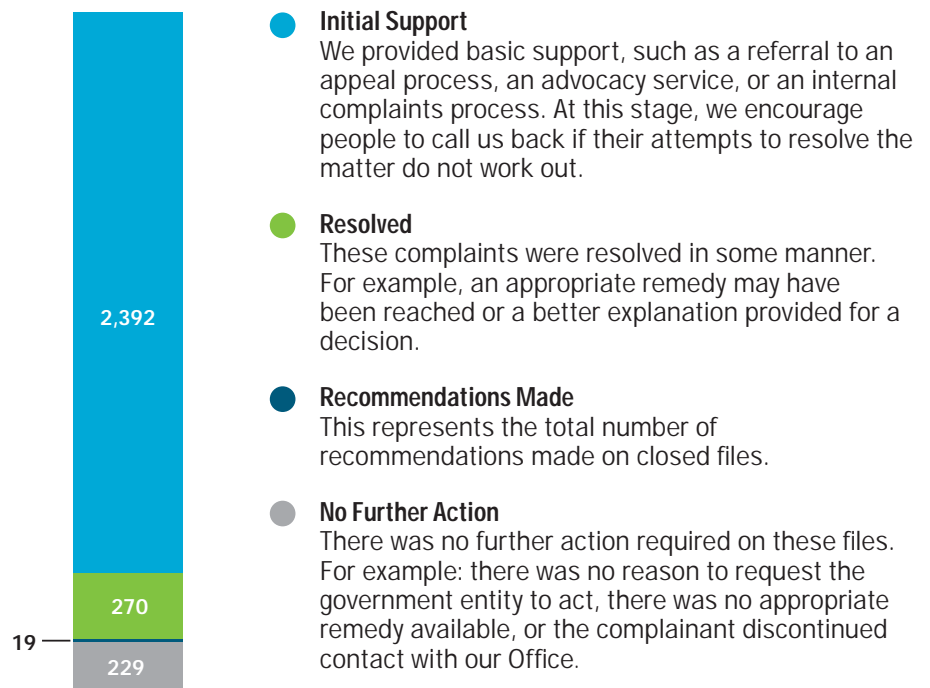 Initial Support
We provided basic support, such as a referral to an
appeal process, an advocacy service, or an internal
complaints process. At this stage, we encourage
people to call us back if their attempts to resolve the
matter do not work out.
Resolved
These complaints were resolved in some manner.
For example, an appropriate remedy may have
been reached or a better explanation provided for a
decision.
2,392
Recommendations Made
This represents the total number of
recommendations made on closed files.
No Further Action
There was no further action required on these files.
For example: there was no reason to request the
government entity to act, there was no appropriate
remedy available, or the complainant discontinued
contact with our Office.
270
19
229